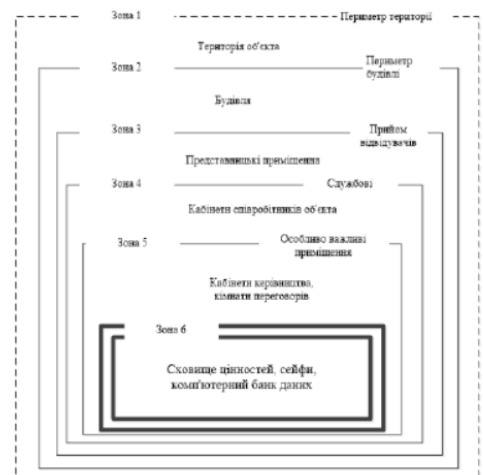 Зона 1 Периметр території
Територія об'єкта
Зона 2 Периметр
будівлі
Будівля
Зона 3 Прийом
відвідувачів
Представницькі приміщення
Зона 4 Службові
Кабінети співробітників об'єкта
Зона 5 Особливо важливі
приміщення
Кабінети керівництва,
кімнати переговорів
Зона 6
Сховище цінностей, сейфи,
комп'ютерний банк даних